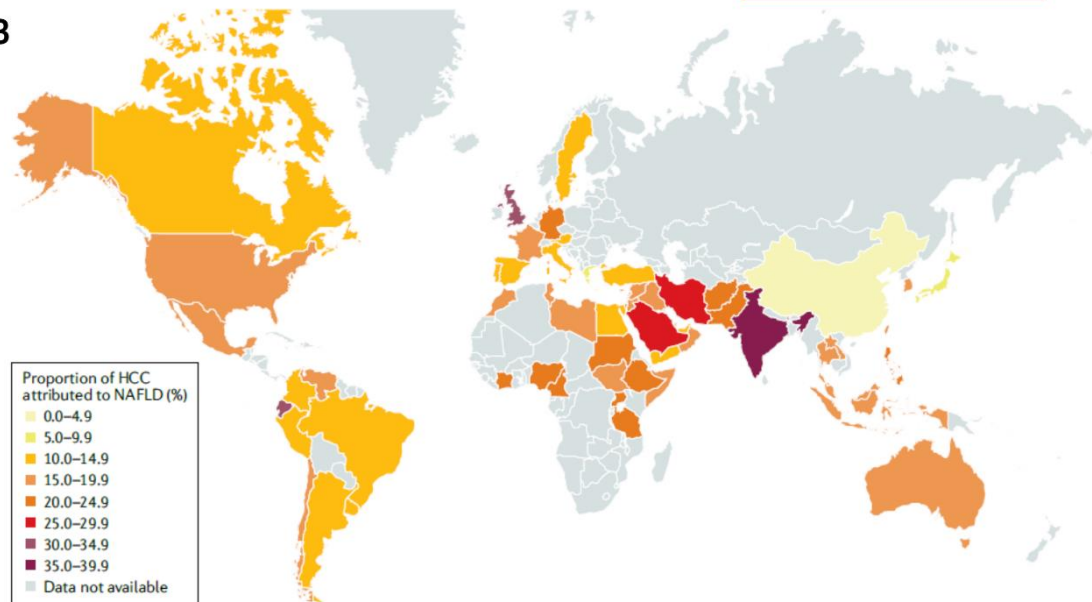 B
Proportion of HCC
attributed to NAFLD (%)
0.0–4.9
5.0–9.9
10.0–14.9
15.0–19.9
20.0–24.9
25.0–29.9
30.0–34.9
35.0–39.9
Data not available